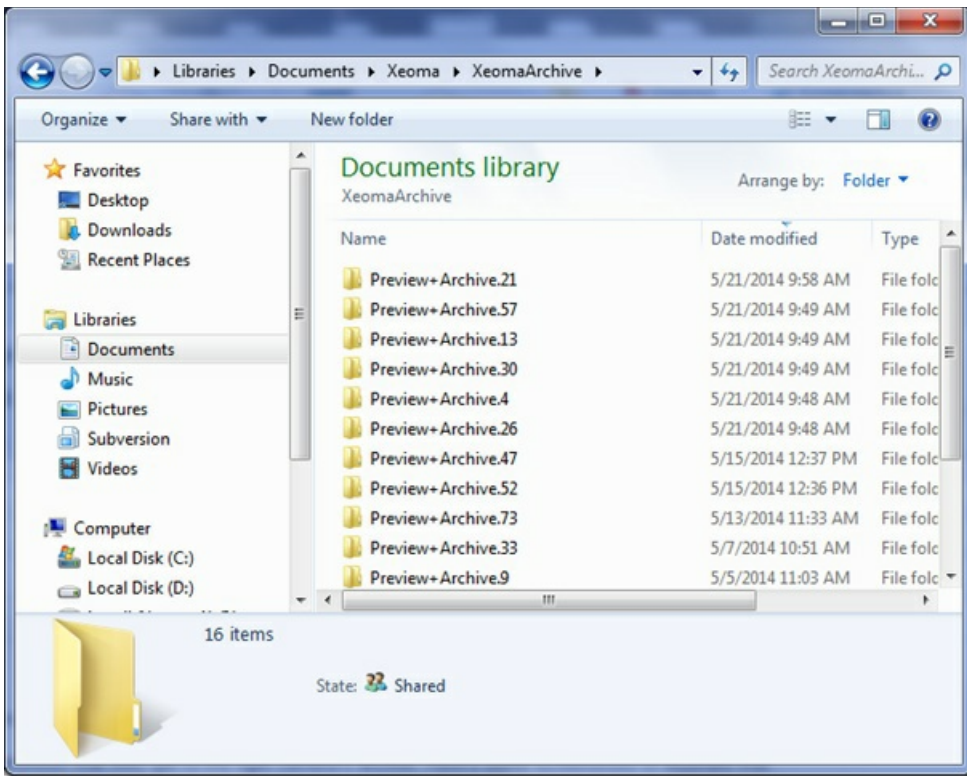 Libraries Documents Xeoma XeomaArchive
Search XeomaArchi...
Organize Share with New folder
Favorites
Desktop
Downloads
Recent Places
Libraries
Documents
Music
Pictures
Subversion
Videos
Computer
Local Disk (C:)
Local Disk (D:)
Documents library
XeomaArchive
Arrange by: Folder
Name Date modified Type
Preview+Archive.21 5/21/2014 9:58 AM File folc
Preview+Archive.57 5/21/2014 9:49 AM File folc
Preview+Archive.13 5/21/2014 9:49 AM File folc
Preview+Archive.30 5/21/2014 9:49 AM File folc
Preview+Archive.4 5/21/2014 9:48 AM File folc
Preview+Archive.26 5/21/2014 9:48 AM File folc
Preview+Archive.47 5/15/2014 12:37 PM File folc
Preview+Archive.52 5/15/2014 12:36 PM File folc
Preview+Archive.73 5/13/2014 11:33 AM File folc
Preview+Archive.33 5/7/2014 10:51 AM File folc
Preview+Archive.9 5/5/2014 11:03 AM File folc
16 items
State: Shared